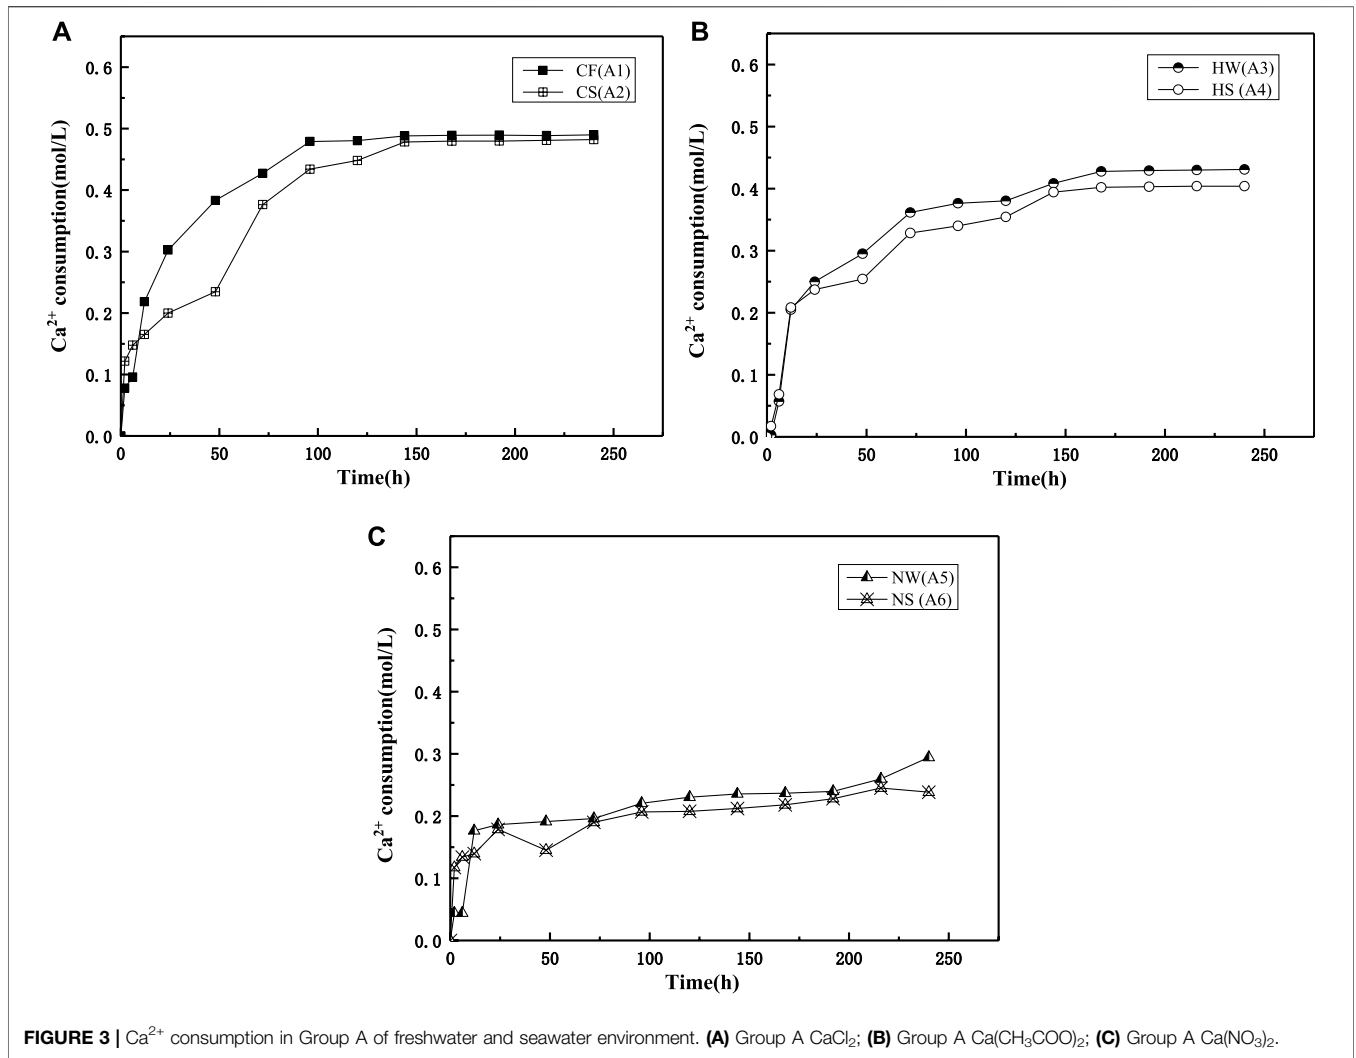 A
0.6
0.5
0.4
0.3
0.2
0.1
0.0
Ca2+ consumption(mol/L)
CF(A1)
CS(A2)
0 50 100 150 200 250
Time(h)
B
0.6
0.5
0.4
0.3
0.2
0.1
0.0
Ca2+ consumption(mol/L)
HW(A3)
HS (A4)
0 50 100 150 200 250
Time(h)
C
0.6
0.5
0.4
0.3
0.2
0.1
0.0
Ca2+ consumption(mol/L)
NW(A5)
NS (A6)
0 50 100 150 200 250
Time(h)
FIGURE 3 | Ca2+ consumption in Group A of freshwater and seawater environment. (A) Group A CaCl2; (B) Group A Ca(CH3COO)2; (C) Group A Ca(NO3)2.